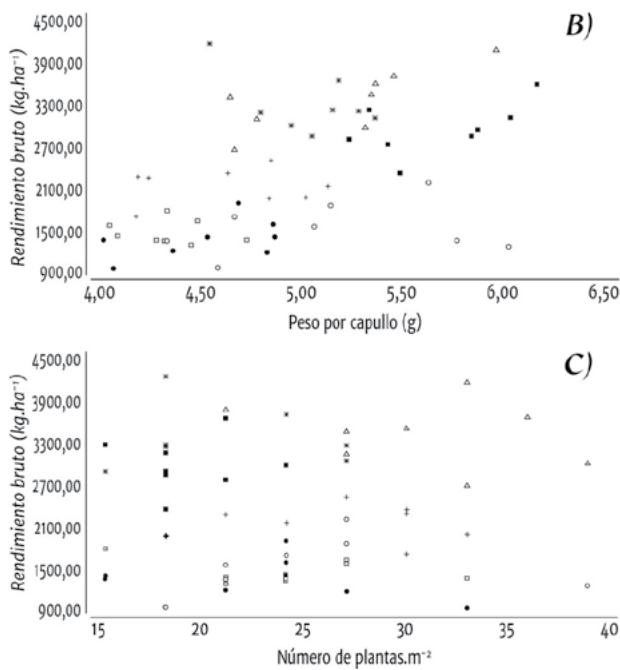 B)
Rendimiento bruto (kg.ha⁻¹)
4500,00
3900,00
3300,00
2700,00
2100,00
1500,00
900,00
4,00 4,50 5,00 5,50 6,00 6,50
Peso por capullo (g)
C)
Rendimiento bruto (kg.ha⁻¹)
4500,00
3900,00
3300,00
2700,00
2100,00
1500,00
900,00
15 20 25 30 35 40
Número de plantas.m⁻²